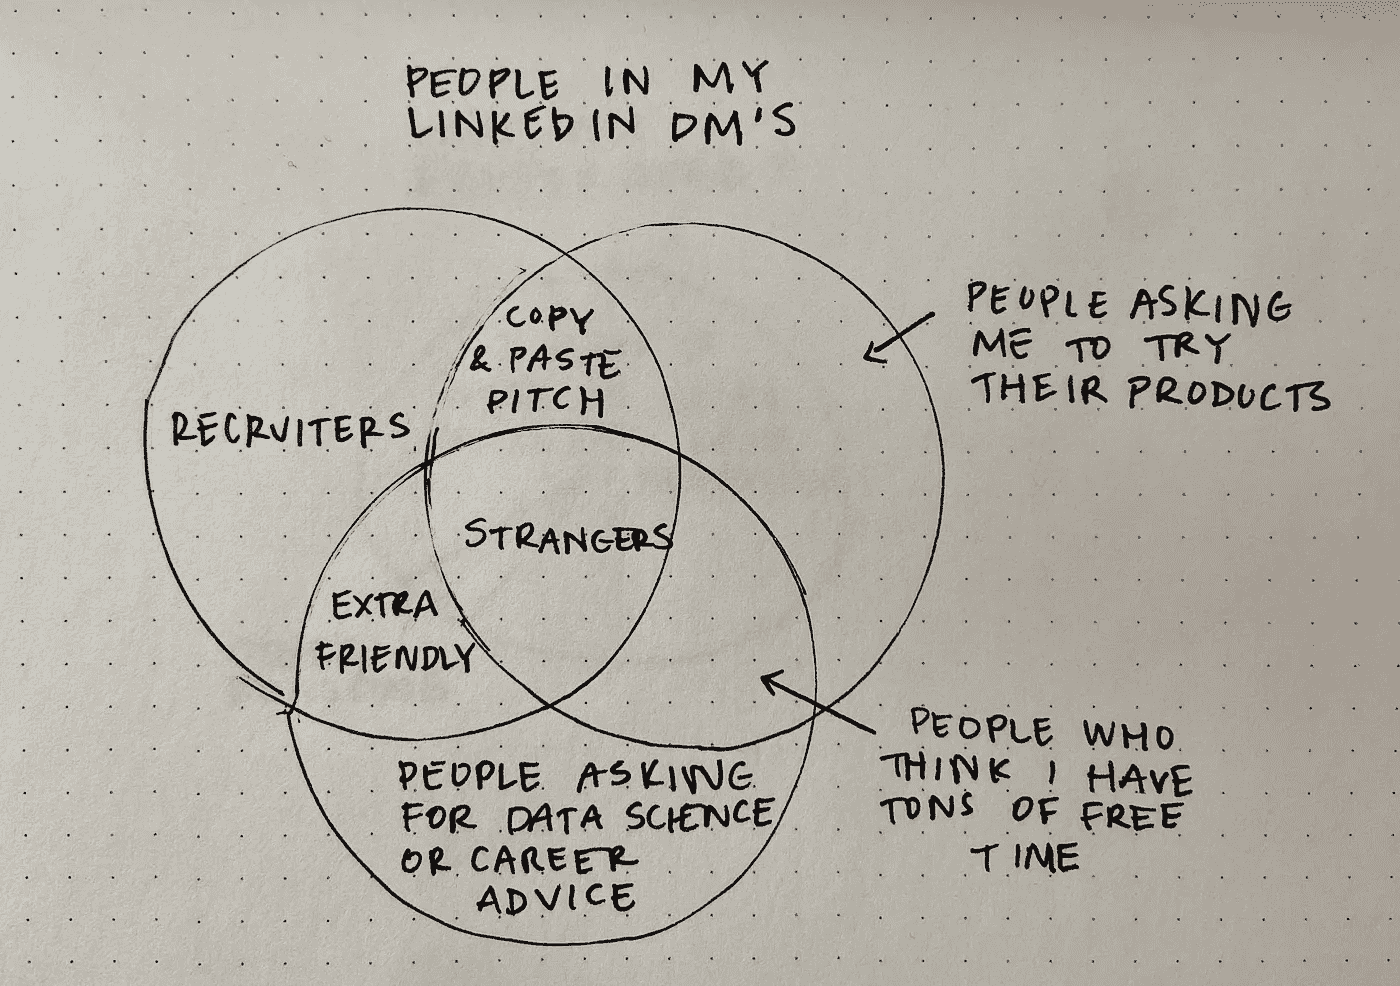 PEOPLE IN MY
LINKEDIN DM'S
COPY
& PASTE
PITCH
PEOPLE ASKING
ME TO TRY
THEIR PRODUCTS
RECRUITERS
STRANGERS
EXTRA
FRIENDLY
PEOPLE WHO
THINK I HAVE
TONS OF FREE
TIME
PEOPLE ASKING
FOR DATA SCIENCE
OR CAREER
ADVICE